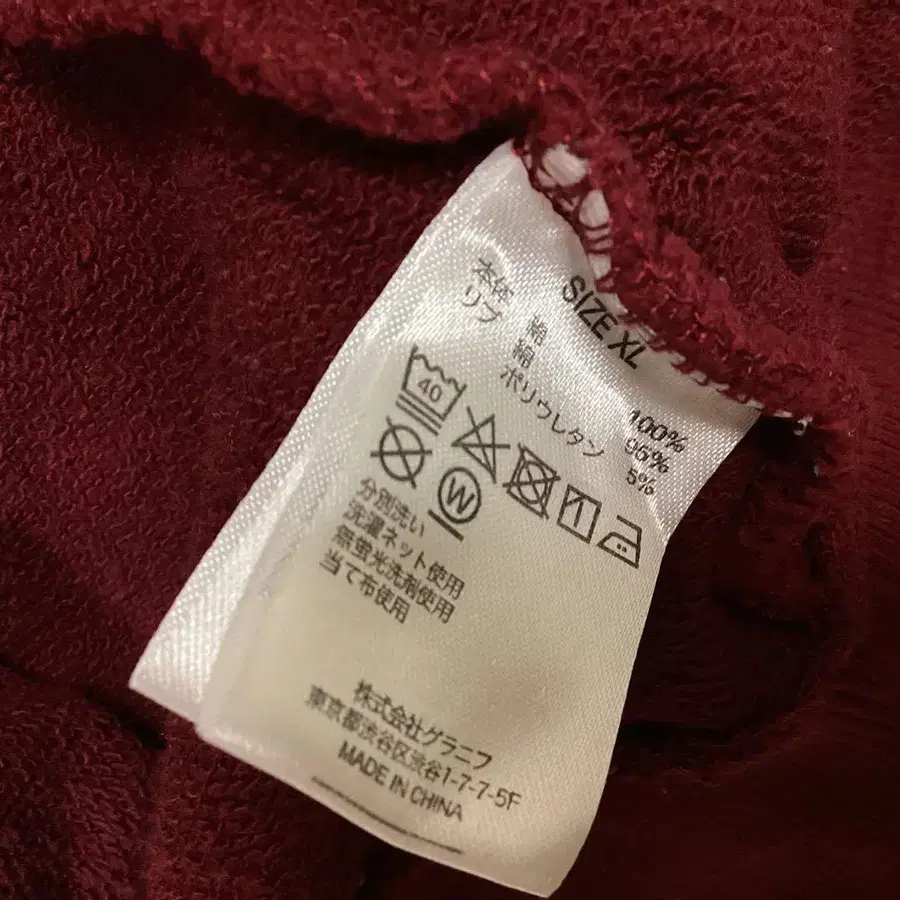 SIZE XL
本体 綿 100%
リブ 綿 95%
ポリウレタン 5%
40
W
分別洗い
洗濯ネット使用
無蛍光洗剤使用
当て布使用
株式会社グラニフ
東京都渋谷区渋谷1-7-7-5F
MADE IN CHINA